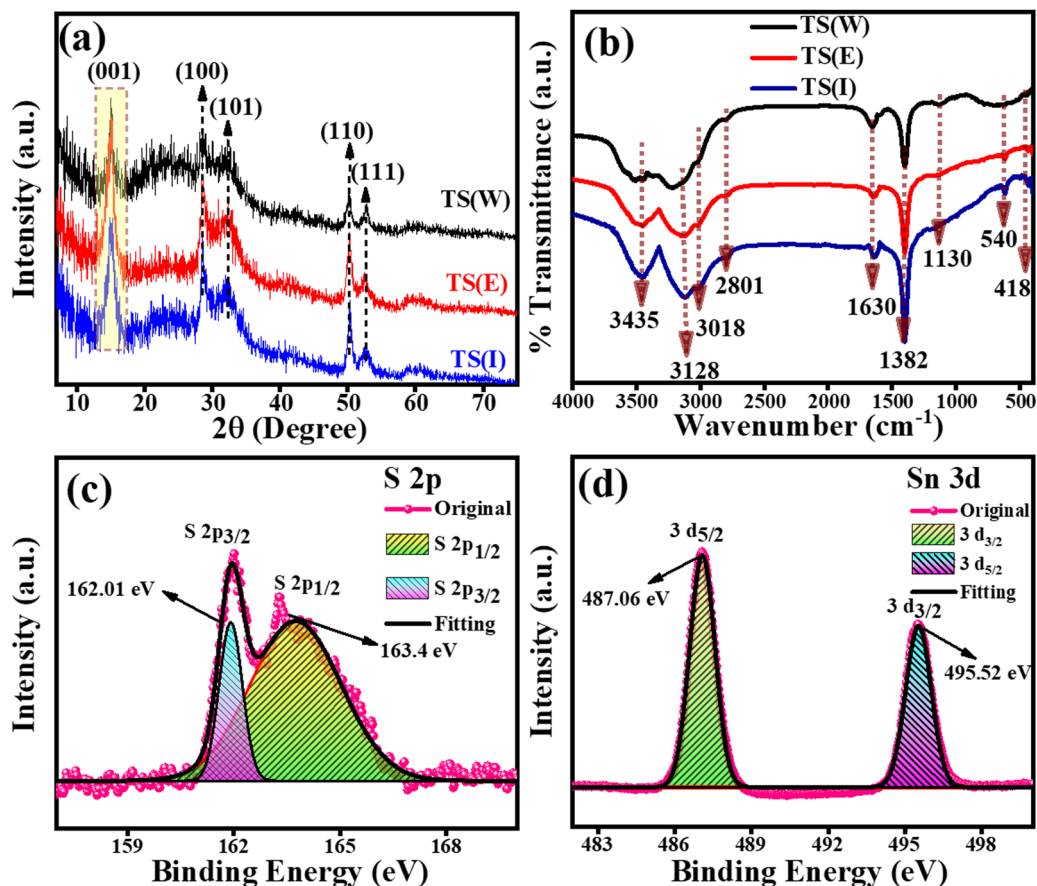 (a)
(001)
(100)
(101)
(110)
(111)
TS(W)
TS(E)
TS(I)
Intensity (a.u.)
10 20 30 40 50 60 70
2θ (Degree)
(b)
TS(W)
TS(E)
TS(I)
% Transmittance (a.u.)
3435
3128
3018
2801
1630
1382
1130
540
418
4000 3500 3000 2500 2000 1500 1000 500
Wavenumber (cm-1)
(c)
S 2p
Original
S 2p1/2
S 2p3/2
Fitting
S 2p3/2
S 2p1/2
162.01 eV
163.4 eV
Intensity (a.u.)
159 162 165 168
Binding Energy (eV)
(d)
Sn 3d
Original
3 d3/2
3 d5/2
Fitting
3 d5/2
3 d3/2
487.06 eV
495.52 eV
Intensity (a.u.)
483 486 489 492 495 498
Binding Energy (eV)